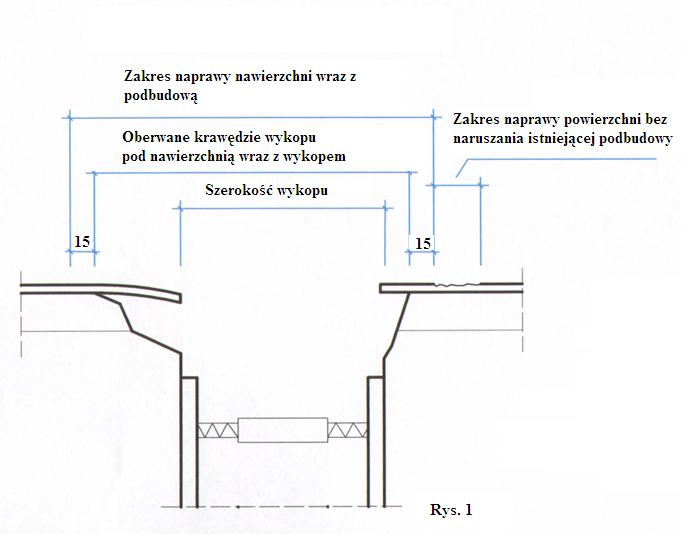 Zakres naprawy nawierzchni wraz z
podbudową
Zakres naprawy powierzchni bez
naruszania istniejącej podbudowy
Oberwane krawędzie wykopu
pod nawierzchnią wraz z wykopem
Szerokość wykopu
15
15
Rys. 1